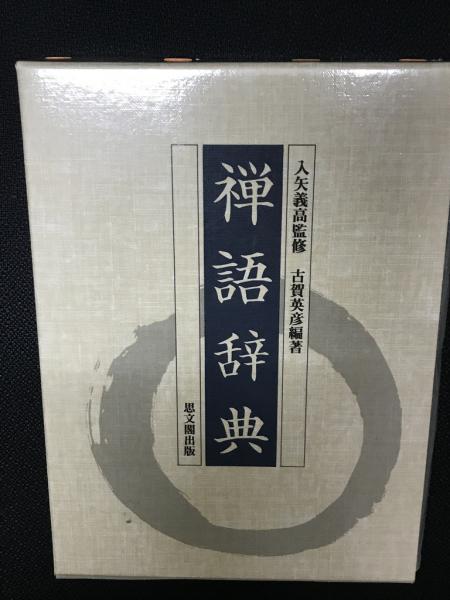 入矢義高監修 古賀英彦編著
禅語辞典
思文閣出版